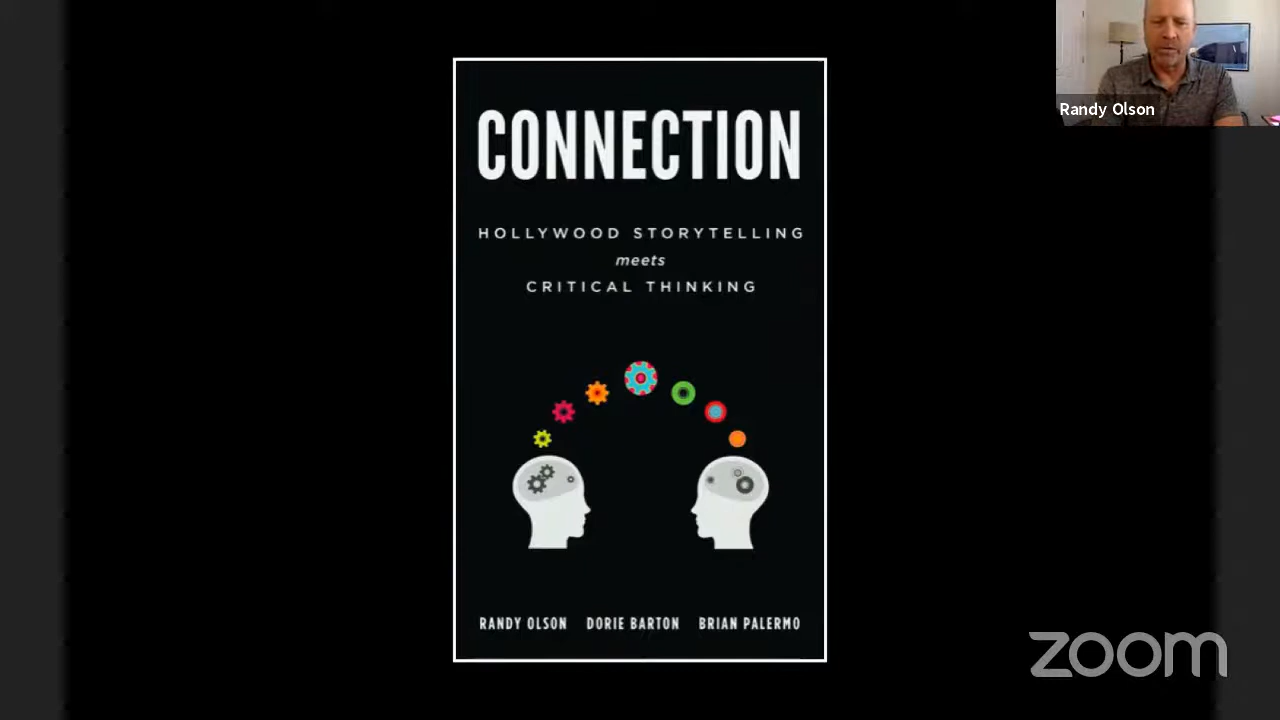 CONNECTION
HOLLYWOOD STORYTELLING
meets
CRITICAL THINKING
RANDY OLSON DORIE BARTON BRIAN PALERMO
Randy Olson
zoom